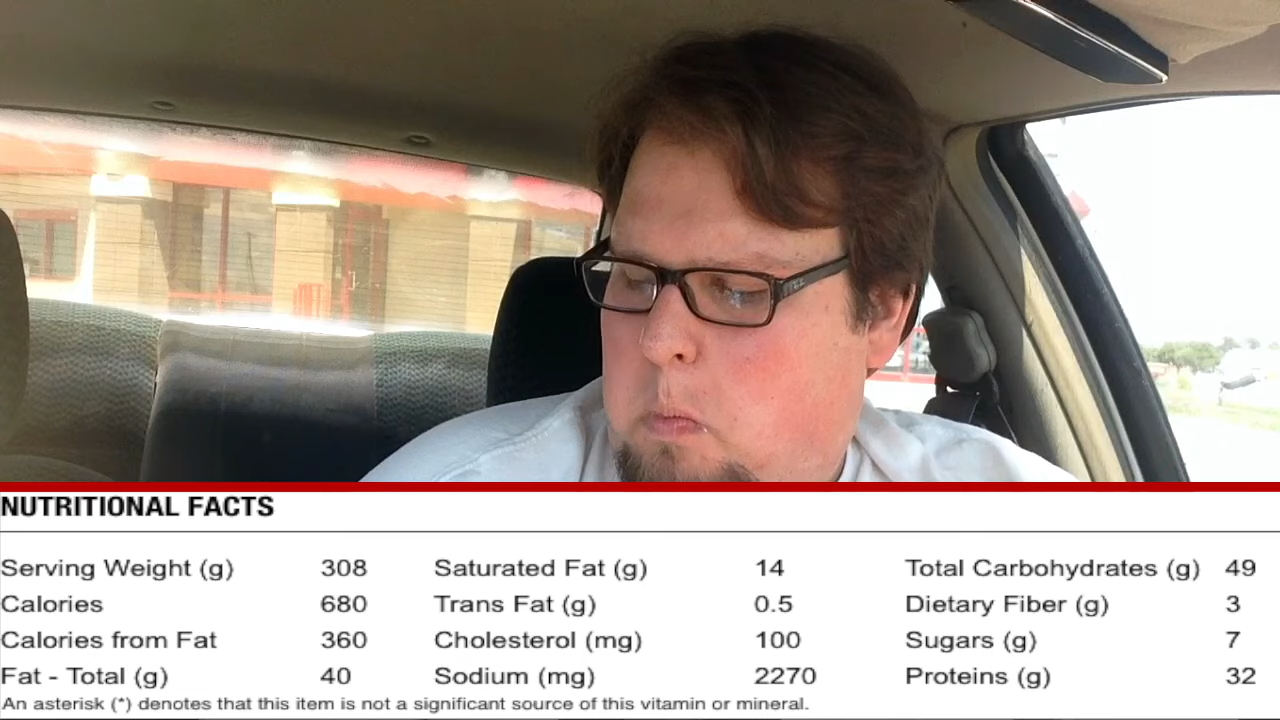 NUTRITIONAL FACTS
Serving Weight (g) 308 Saturated Fat (g) 14 Total Carbohydrates (g) 49
Calories 680 Trans Fat (g) 0.5 Dietary Fiber (g) 3
Calories from Fat 360 Cholesterol (mg) 100 Sugars (g) 7
Fat - Total (g) 40 Sodium (mg) 2270 Proteins (g) 32
An asterisk (*) denotes that this item is not a significant source of this vitamin or mineral.